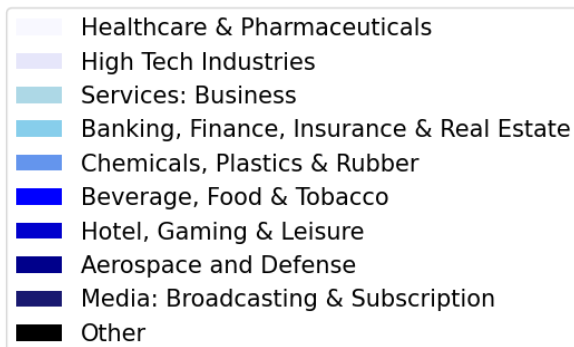 Healthcare & Pharmaceuticals
High Tech Industries
Services: Business
Banking, Finance, Insurance & Real Estate
Chemicals, Plastics & Rubber
Beverage, Food & Tobacco
Hotel, Gaming & Leisure
Aerospace and Defense
Media: Broadcasting & Subscription
Other